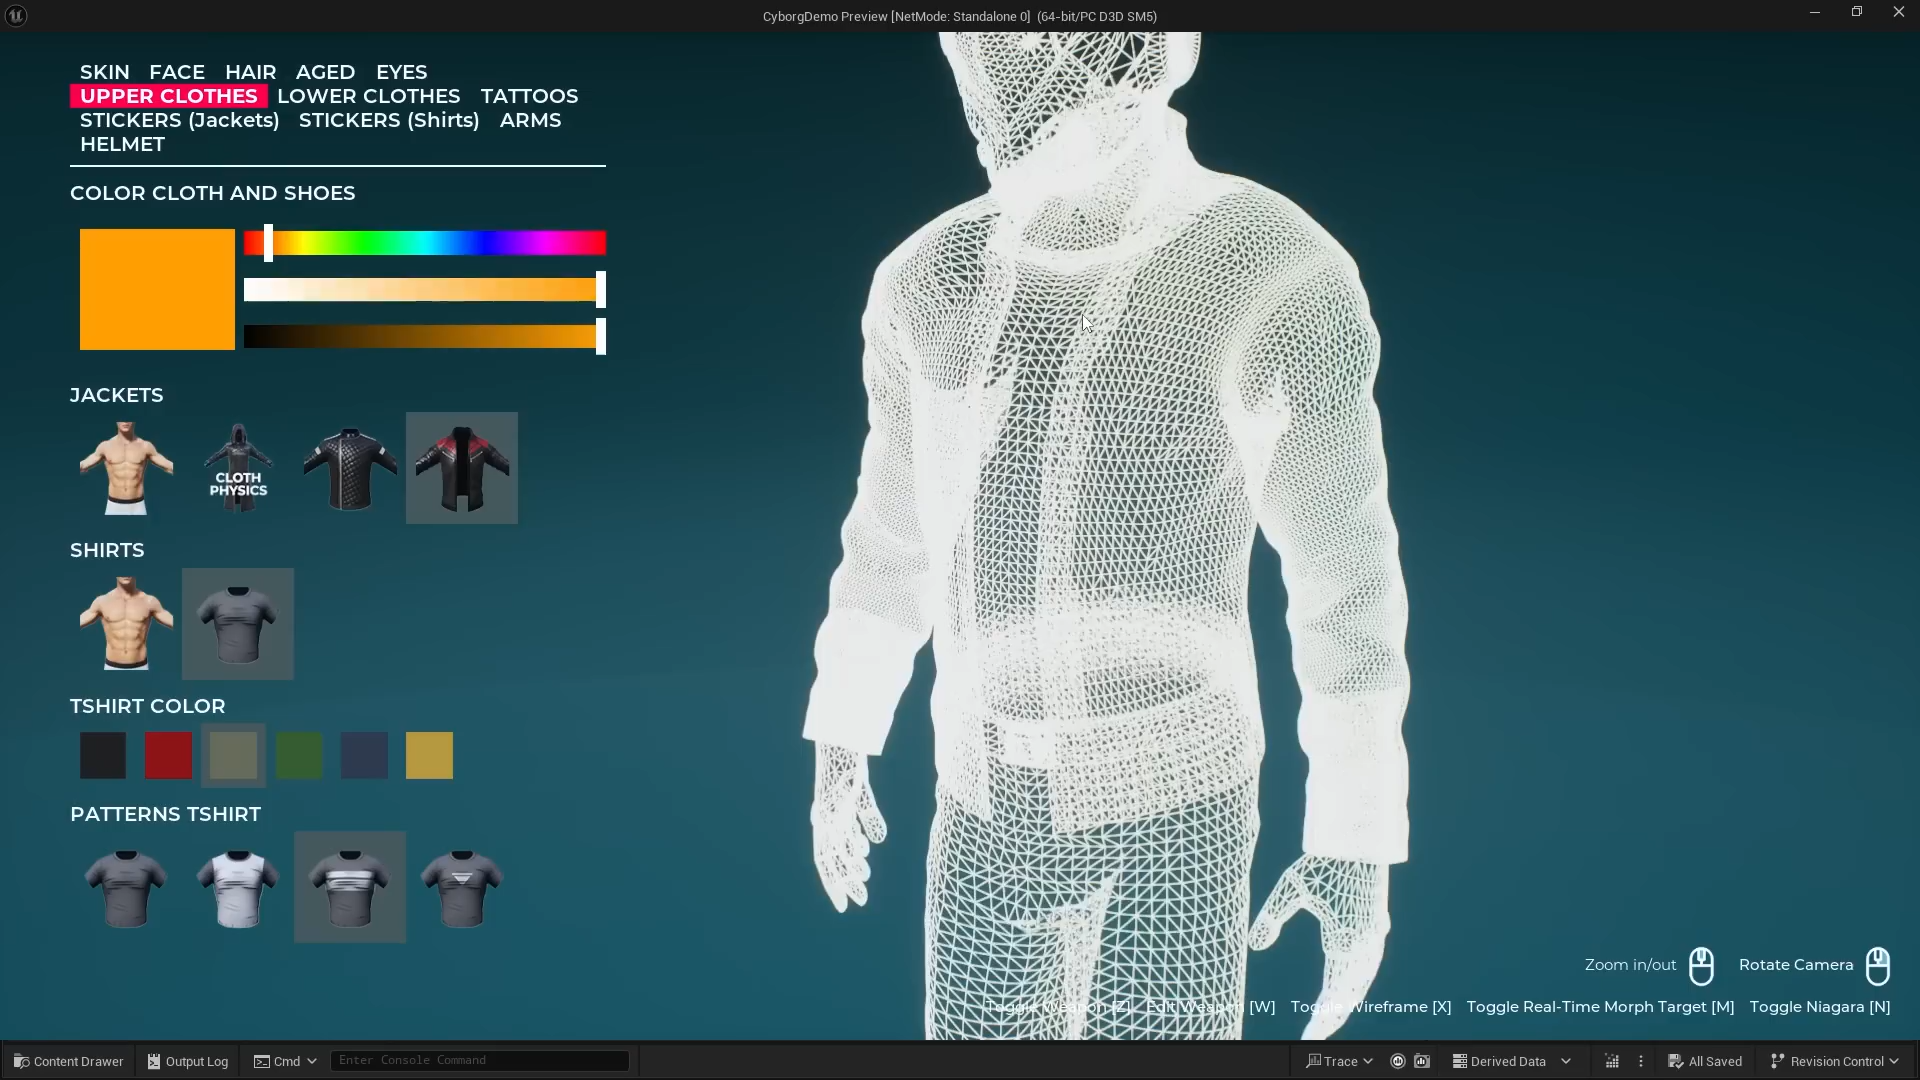 CyborgDemo Preview [NetMode: Standalone 0] (64-bit/PC D3D SM5)
SKIN FACE HAIR AGED EYES
UPPER CLOTHES LOWER CLOTHES TATTOOS
STICKERS (Jackets) STICKERS (Shirts) ARMS
HELMET
COLOR CLOTH AND SHOES
JACKETS
CLOTH
PHYSICS
SHIRTS
TSHIRT COLOR
PATTERNS TSHIRT
Zoom in/out Rotate Camera
Toggle Weapon [Z] Edit Weapon [W] Toggle Wireframe [X] Toggle Real-Time Morph Target [M] Toggle Niagara [N]
Content Drawer Output Log Cmd Enter Console Command Trace Derived Data All Saved Revision Control